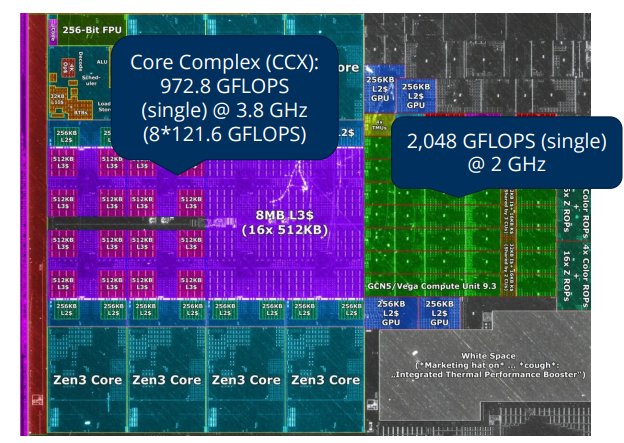 256-Bit FPU
Core Complex (CCX):
972.8 GFLOPS
(single) @ 3.8 GHz
(8*121.6 GFLOPS)
2,048 GFLOPS (single)
@ 2 GHz
Decode
ALU
Sched-
uler
Load
Stor
32KB
L1I$
BTBs
ore
256KB
L2$
256KB
L2$
L2$
256KB
L2$
GPU
256KB
L2$
GPU
4x
TMUs
512KB
L3$
512KB
L3$
512KB
L3$
512KB
L3$
512KB
L3$
512KB
L3$
512KB
L3$
512KB
L3$
512KB
L3$
512KB
L3$
512KB
L3$
512KB
L3$
512KB
L3$
512KB
L3$
512KB
L3$
512KB
L3$
8MB L3$
(16x 512KB)
GCN5/Vega Compute Unit 9.3
Color ROPs
x Z ROPs
4x Color ROPs
+
16x Z ROPs
256KB
L2$
256KB
L2$
256KB
L2$
256KB
L2$
256KB
L2$
256KB
L2$
256KB
L2$
256KB
L2$
256KB
L2$
GPU
256KB
L2$
GPU
Zen3 Core
Zen3 Core
Zen3 Core
Zen3 Core
White Space
(*Marketing hat on* ... *cough*:
„Integrated Thermal Performance Booster")